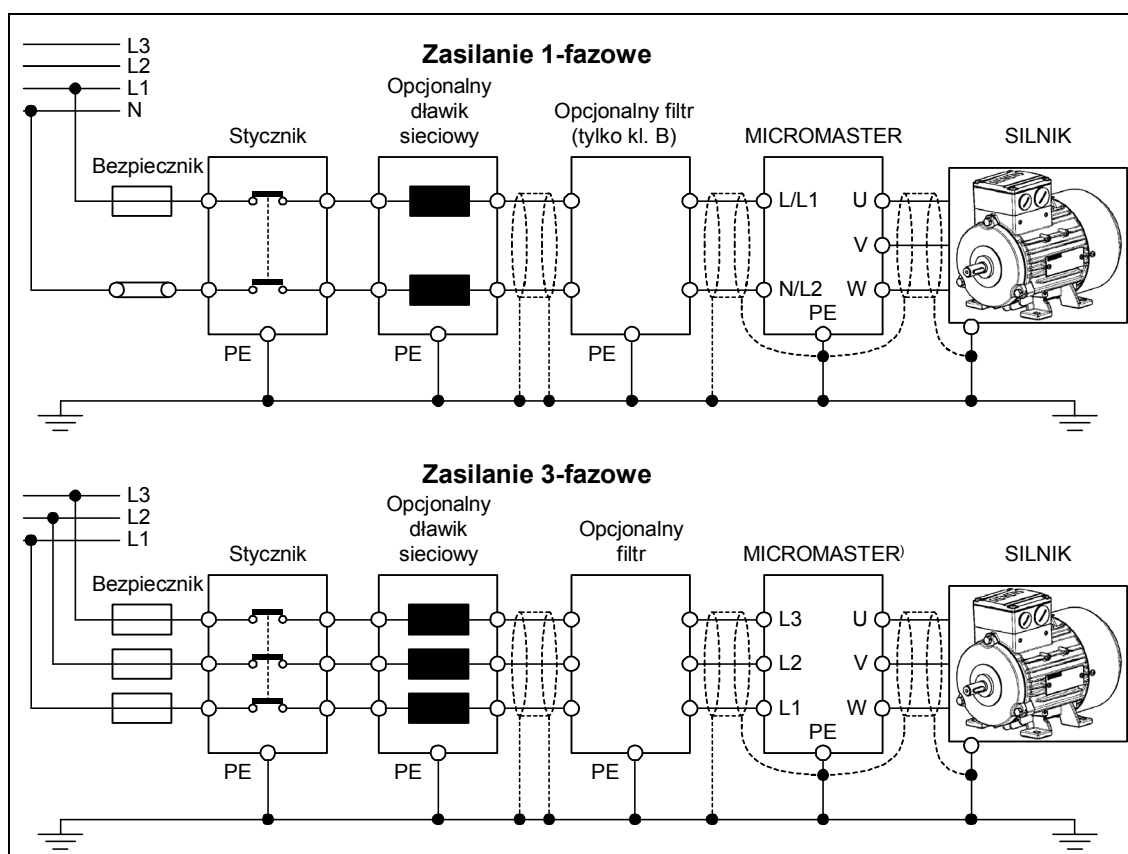 Zasilanie 1-fazowe
L3
L2
L1
N
Bezpiecznik
Stycznik
Opcjonalny
dławik
sieciowy
Opcjonalny filtr
(tylko kl. B)
MICROMASTER
SILNIK
L/L1
U
V
N/L2
W
PE
PE
PE
PE
Zasilanie 3-fazowe
L3
L2
L1
Bezpiecznik
Stycznik
Opcjonalny
dławik
sieciowy
Opcjonalny
filtr
MICROMASTER)
SILNIK
L3
U
L2
V
L1
W
PE
PE
PE
PE